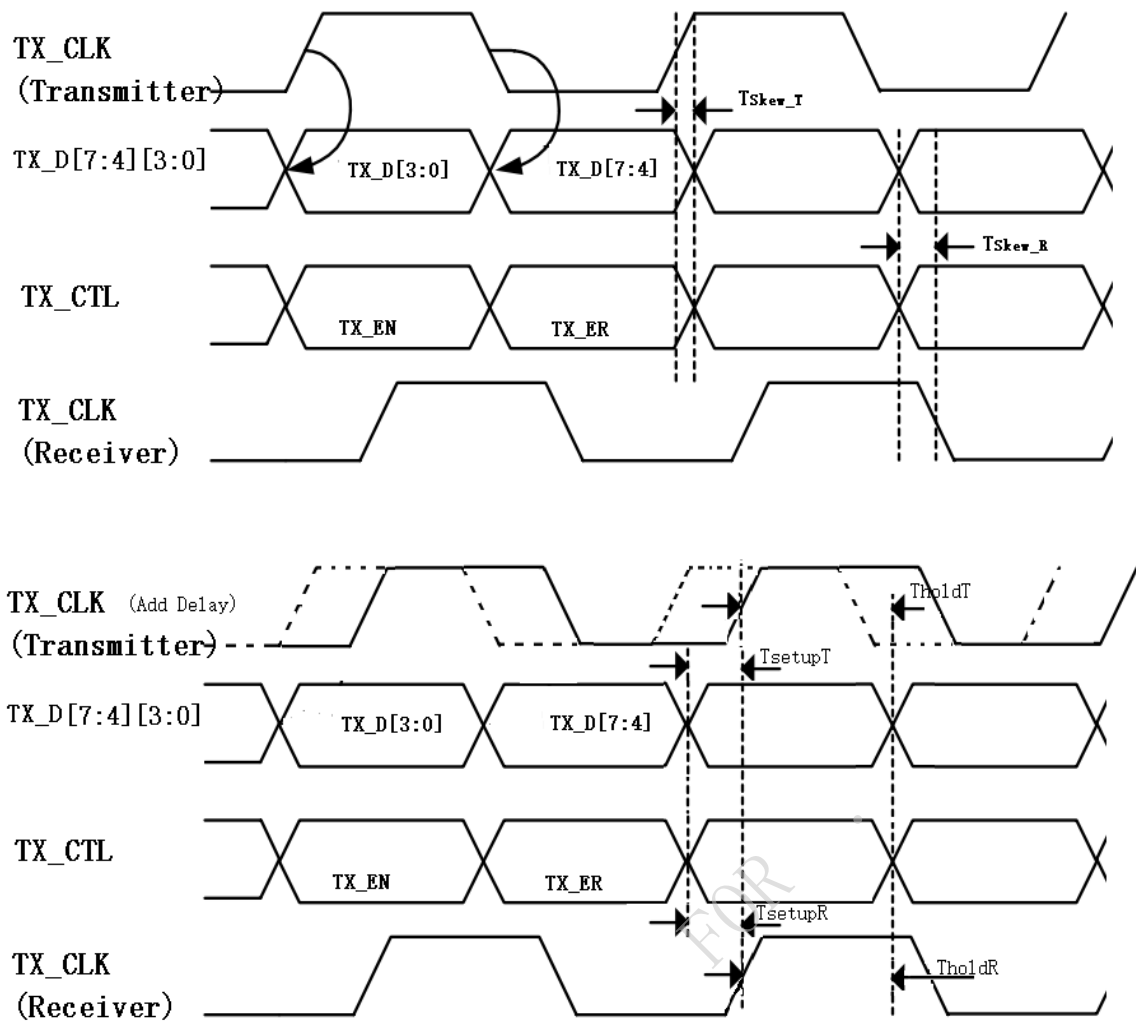 TX_CLK
(Transmitter)
Tskew_T
TX_D[7:4][3:0]
TX_D[3:0]
TX_D[7:4]
Tskew_R
TX_CTL
TX_EN
TX_ER
TX_CLK
(Receiver)
TX_CLK (Add Delay)
(Transmitter)
TholdT
TsetupT
TX_D[7:4][3:0]
TX_D[3:0]
TX_D[7:4]
TX_CTL
TX_EN
TX_ER
FOR
TsetupR
TX_CLK
(Receiver)
TholdR